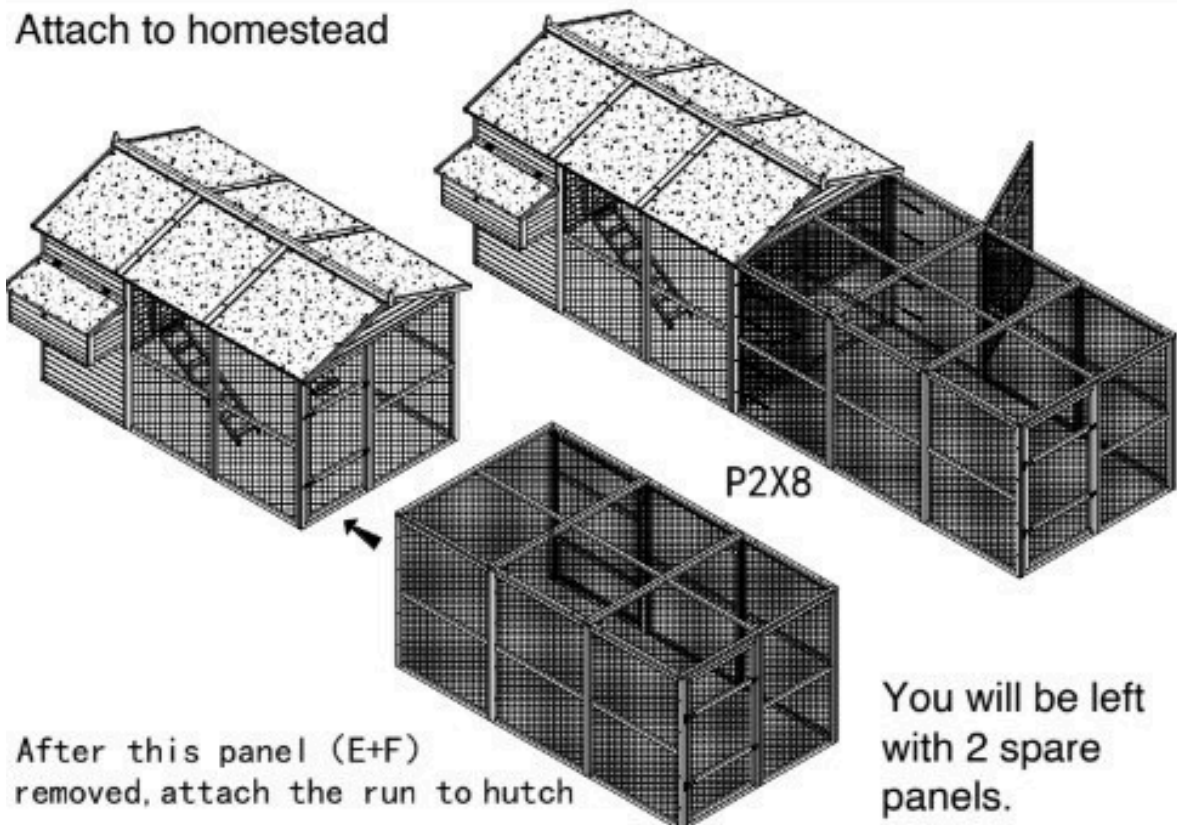 Attach to homestead
P2X8
After this panel (E+F)
removed, attach the run to hutch
You will be left
with 2 spare
panels.